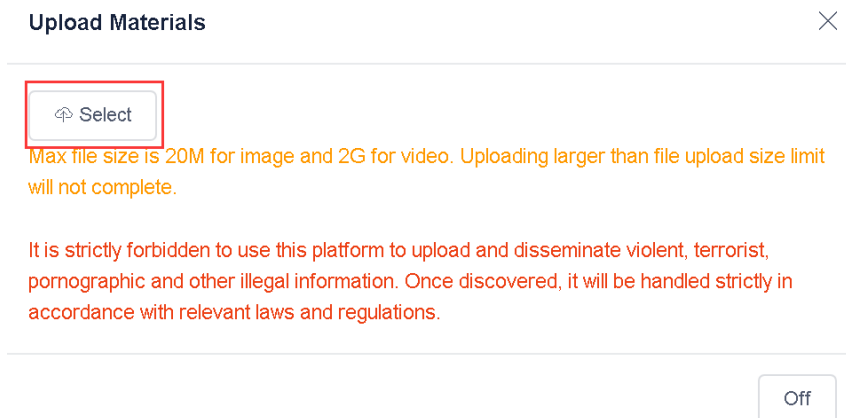 Upload Materials
Select
Max file size is 20M for image and 2G for video. Uploading larger than file upload size limit
will not complete.
It is strictly forbidden to use this platform to upload and disseminate violent, terrorist,
pornographic and other illegal information. Once discovered, it will be handled strictly in
accordance with relevant laws and regulations.
Off